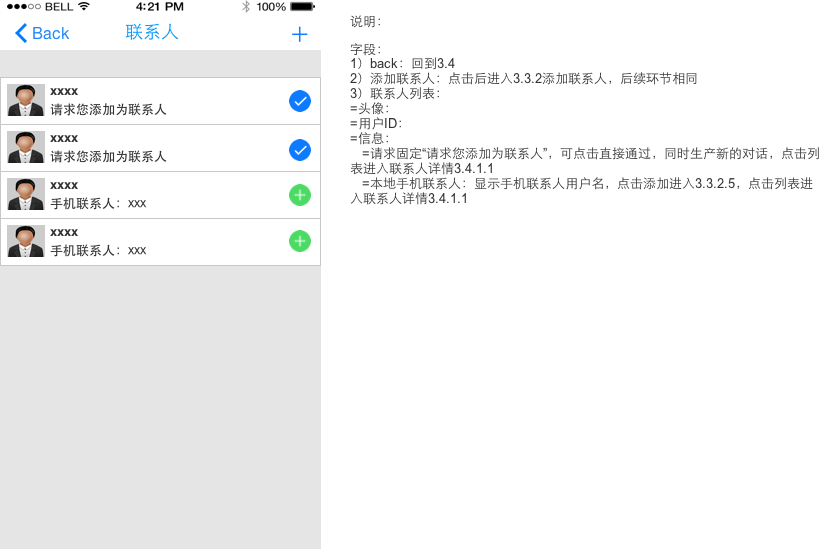 BELL 4:21 PM 100%
Back 联系人
xxxx
请求您添加为联系人
xxxx
请求您添加为联系人
xxxx
手机联系人：xxx
xxxx
手机联系人：xxx
说明：
字段：
1）back：回到3.4
2）添加联系人：点击后进入3.3.2添加联系人，后续环节相同
3）联系人列表：
=头像：
=用户ID：
=信息：
=请求固定“请求您添加为联系人”，可点击直接通过，同时生产新的对话，点击列
表进入联系人详情3.4.1.1
=本地手机联系人：显示手机联系人用户名，点击添加进入3.3.2.5，点击列表进
入联系人详情3.4.1.1